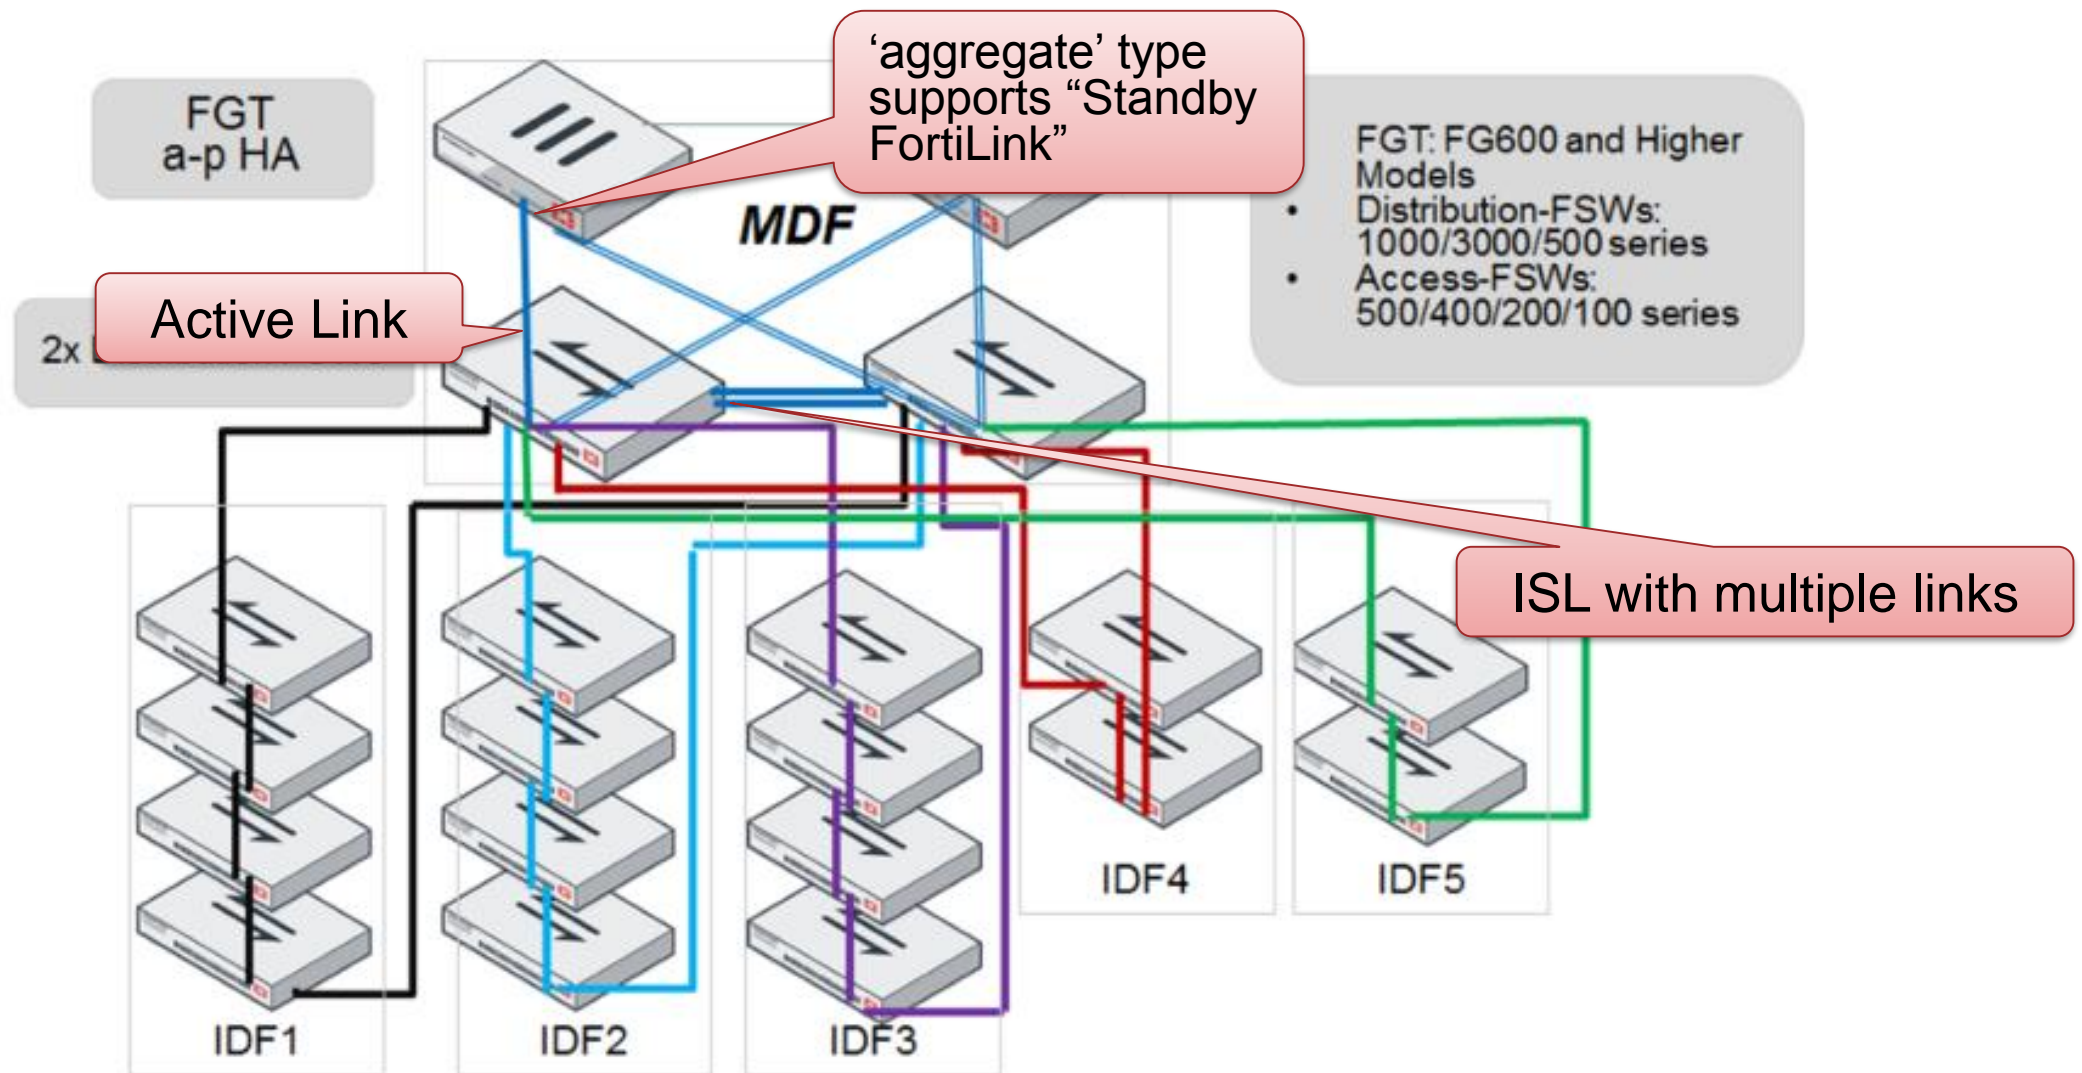 FGT
a-p HA
‘aggregate’ type
supports “Standby
FortiLink”
FGT: FG600 and Higher
Models
• Distribution-FSWs:
1000/3000/500 series
• Access-FSWs:
500/400/200/100 series
MDF
Active Link
2x
ISL with multiple links
IDF1
IDF2
IDF3
IDF4
IDF5